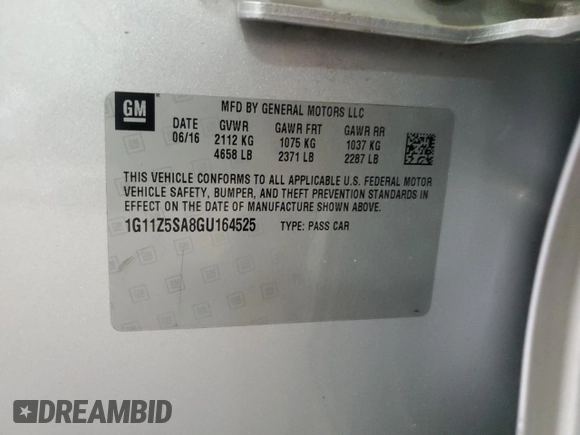 GM
MFD BY GENERAL MOTORS LLC
DATE GVWR GAWR FRT GAWR RR
06/16 2112 KG 1075 KG 1037 KG
4658 LB 2371 LB 2287 LB
THIS VEHICLE CONFORMS TO ALL APPLICABLE U.S. FEDERAL MOTOR
VEHICLE SAFETY, BUMPER, AND THEFT PREVENTION STANDARDS IN
EFFECT ON THE DATE OF MANUFACTURE SHOWN ABOVE.
1G11Z5SA8GU164525 TYPE: PASS CAR
DREAMBID